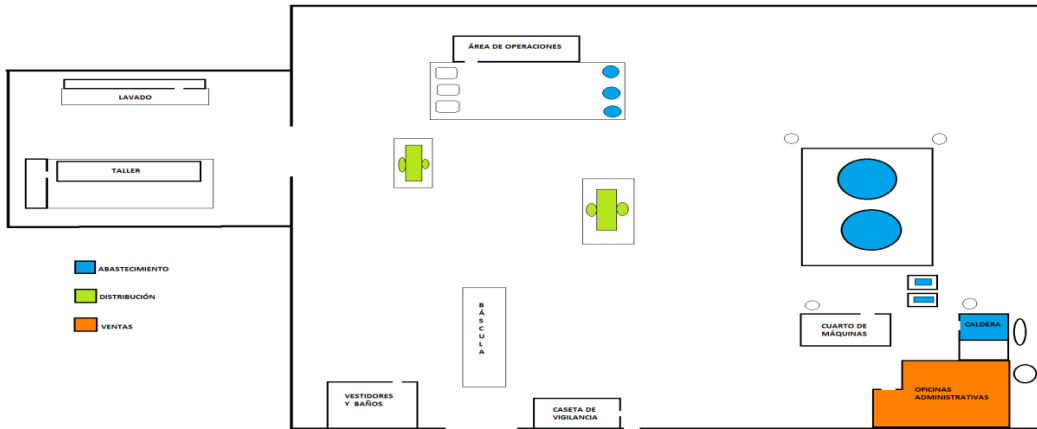 ÁREA DE OPERACIONES
LAVADO
TALLER
ABASTECIMIENTO
DISTRIBUCIÓN
VENTAS
BÁSCULA
CUARTO DE
MÁQUINAS
CALDERA
OFICINAS
ADMINISTRATIVAS
VESTIDORES
Y BAÑOS
CASETA DE
VIGILANCIA